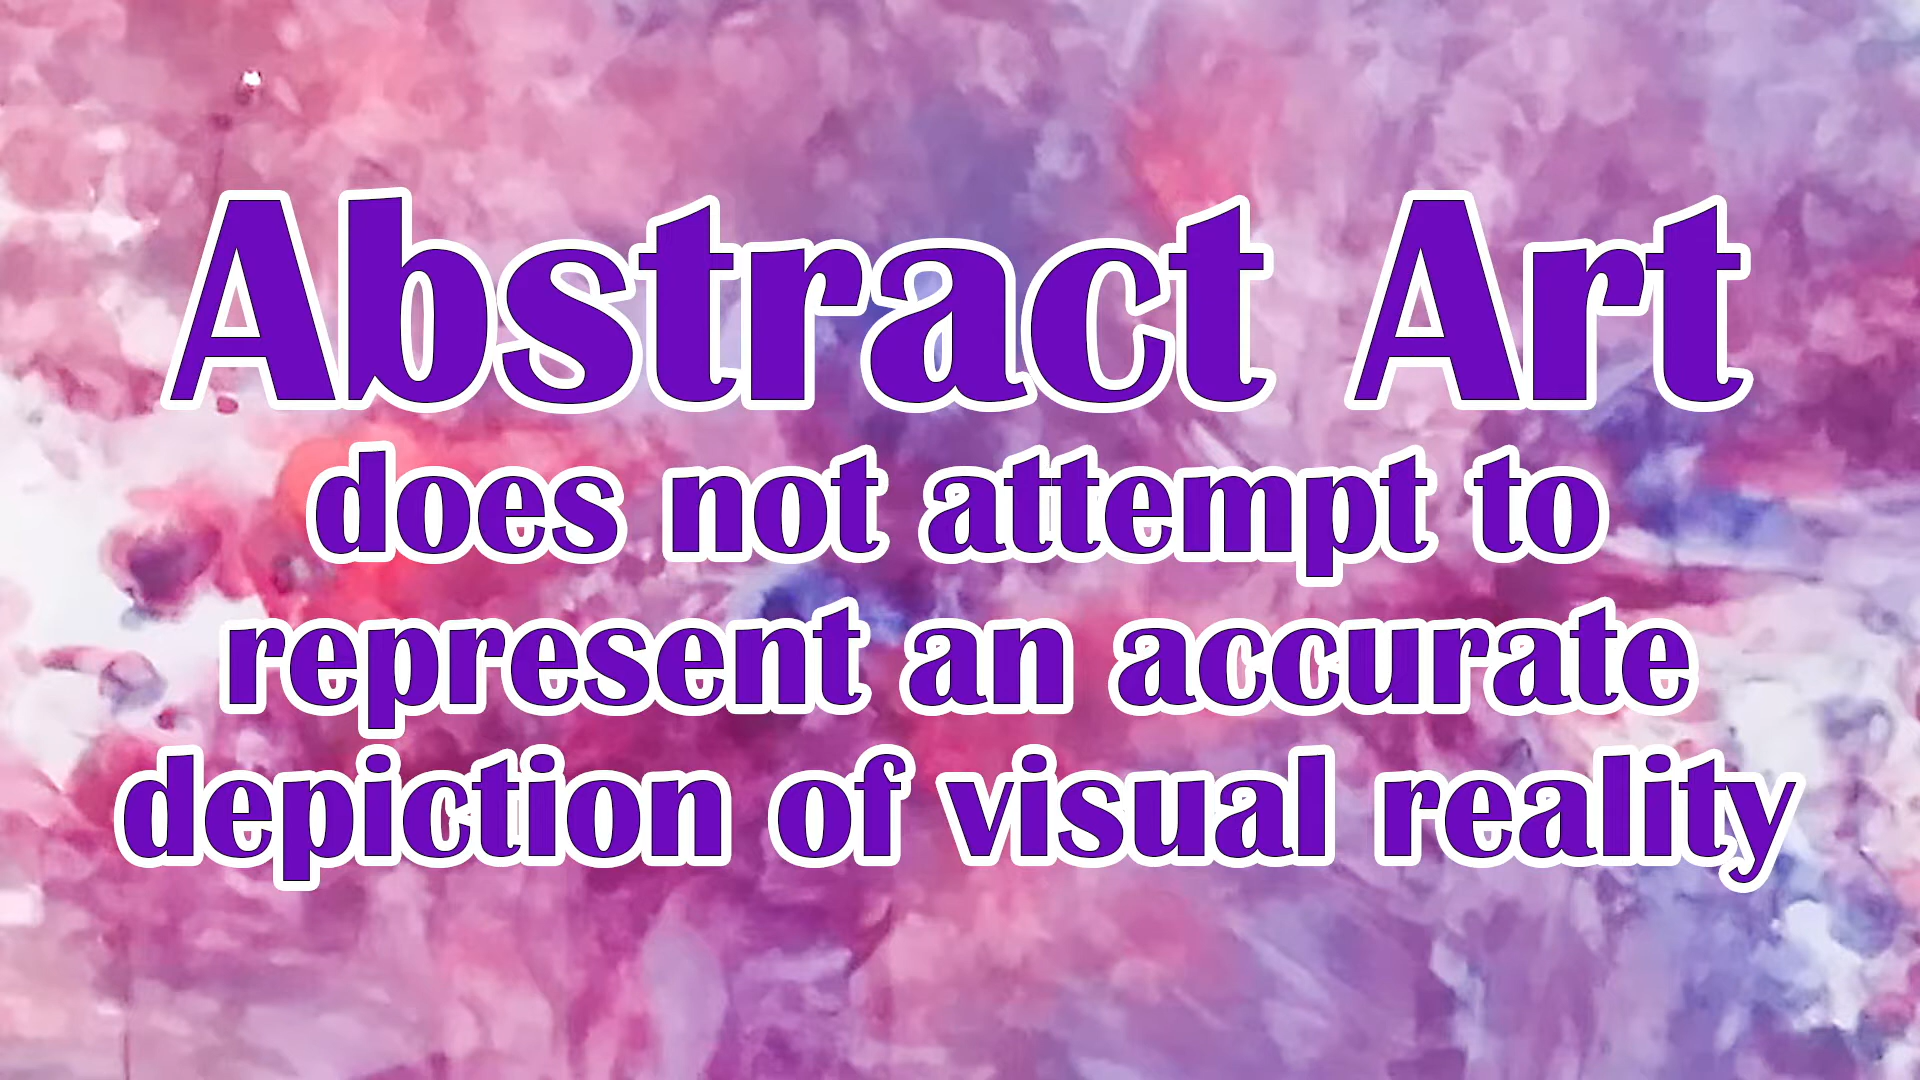 Abstract Art
does not attempt to
represent an accurate
depiction of visual reality